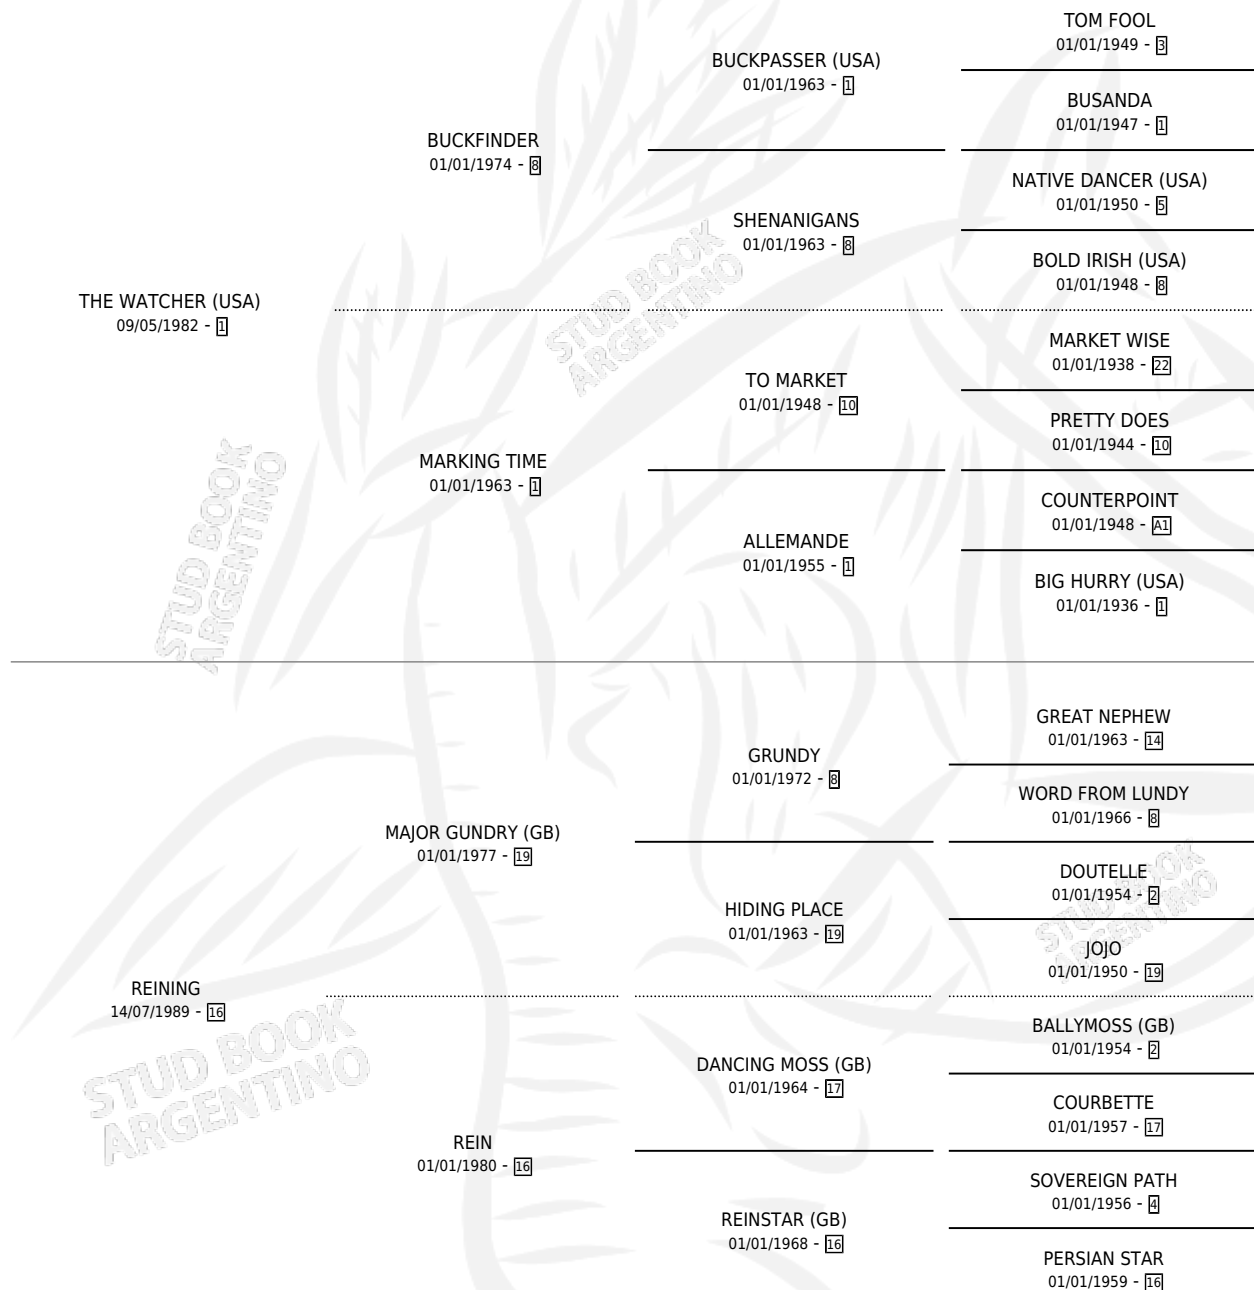 TOM FOOL
01/01/1949 - 3
BUCKPASSER (USA)
01/01/1963 - 1
BUSANDA
01/01/1947 - 1
BUCKFINDER
01/01/1974 - 8
NATIVE DANCER (USA)
01/01/1950 - 5
SHENANIGANS
01/01/1963 - 8
BOLD IRISH (USA)
01/01/1948 - 8
THE WATCHER (USA)
09/05/1982 - 1
MARKET WISE
01/01/1938 - 22
TO MARKET
01/01/1948 - 10
PRETTY DOES
01/01/1944 - 10
MARKING TIME
01/01/1963 - 1
COUNTERPOINT
01/01/1948 - A1
ALLEMANDE
01/01/1955 - 1
BIG HURRY (USA)
01/01/1936 - 1
GREAT NEPHEW
01/01/1963 - 14
GRUNDY
01/01/1972 - 8
WORD FROM LUNDY
01/01/1966 - 8
MAJOR GUNDRY (GB)
01/01/1977 - 19
DOUTELLE
01/01/1954 - 2
HIDING PLACE
01/01/1963 - 19
JOJO
01/01/1950 - 19
REINING
14/07/1989 - 16
BALLYMOSS (GB)
01/01/1954 - 2
DANCING MOSS (GB)
01/01/1964 - 17
COURBETTE
01/01/1957 - 17
REIN
01/01/1980 - 16
SOVEREIGN PATH
01/01/1956 - 4
REINSTAR (GB)
01/01/1968 - 16
PERSIAN STAR
01/01/1959 - 16
STUD BOOK
ARGENTINO
STUD BOOK
ARGENTINO
STUD BOOK
ARGENTINO
STUD BOOK
ARGENTINO